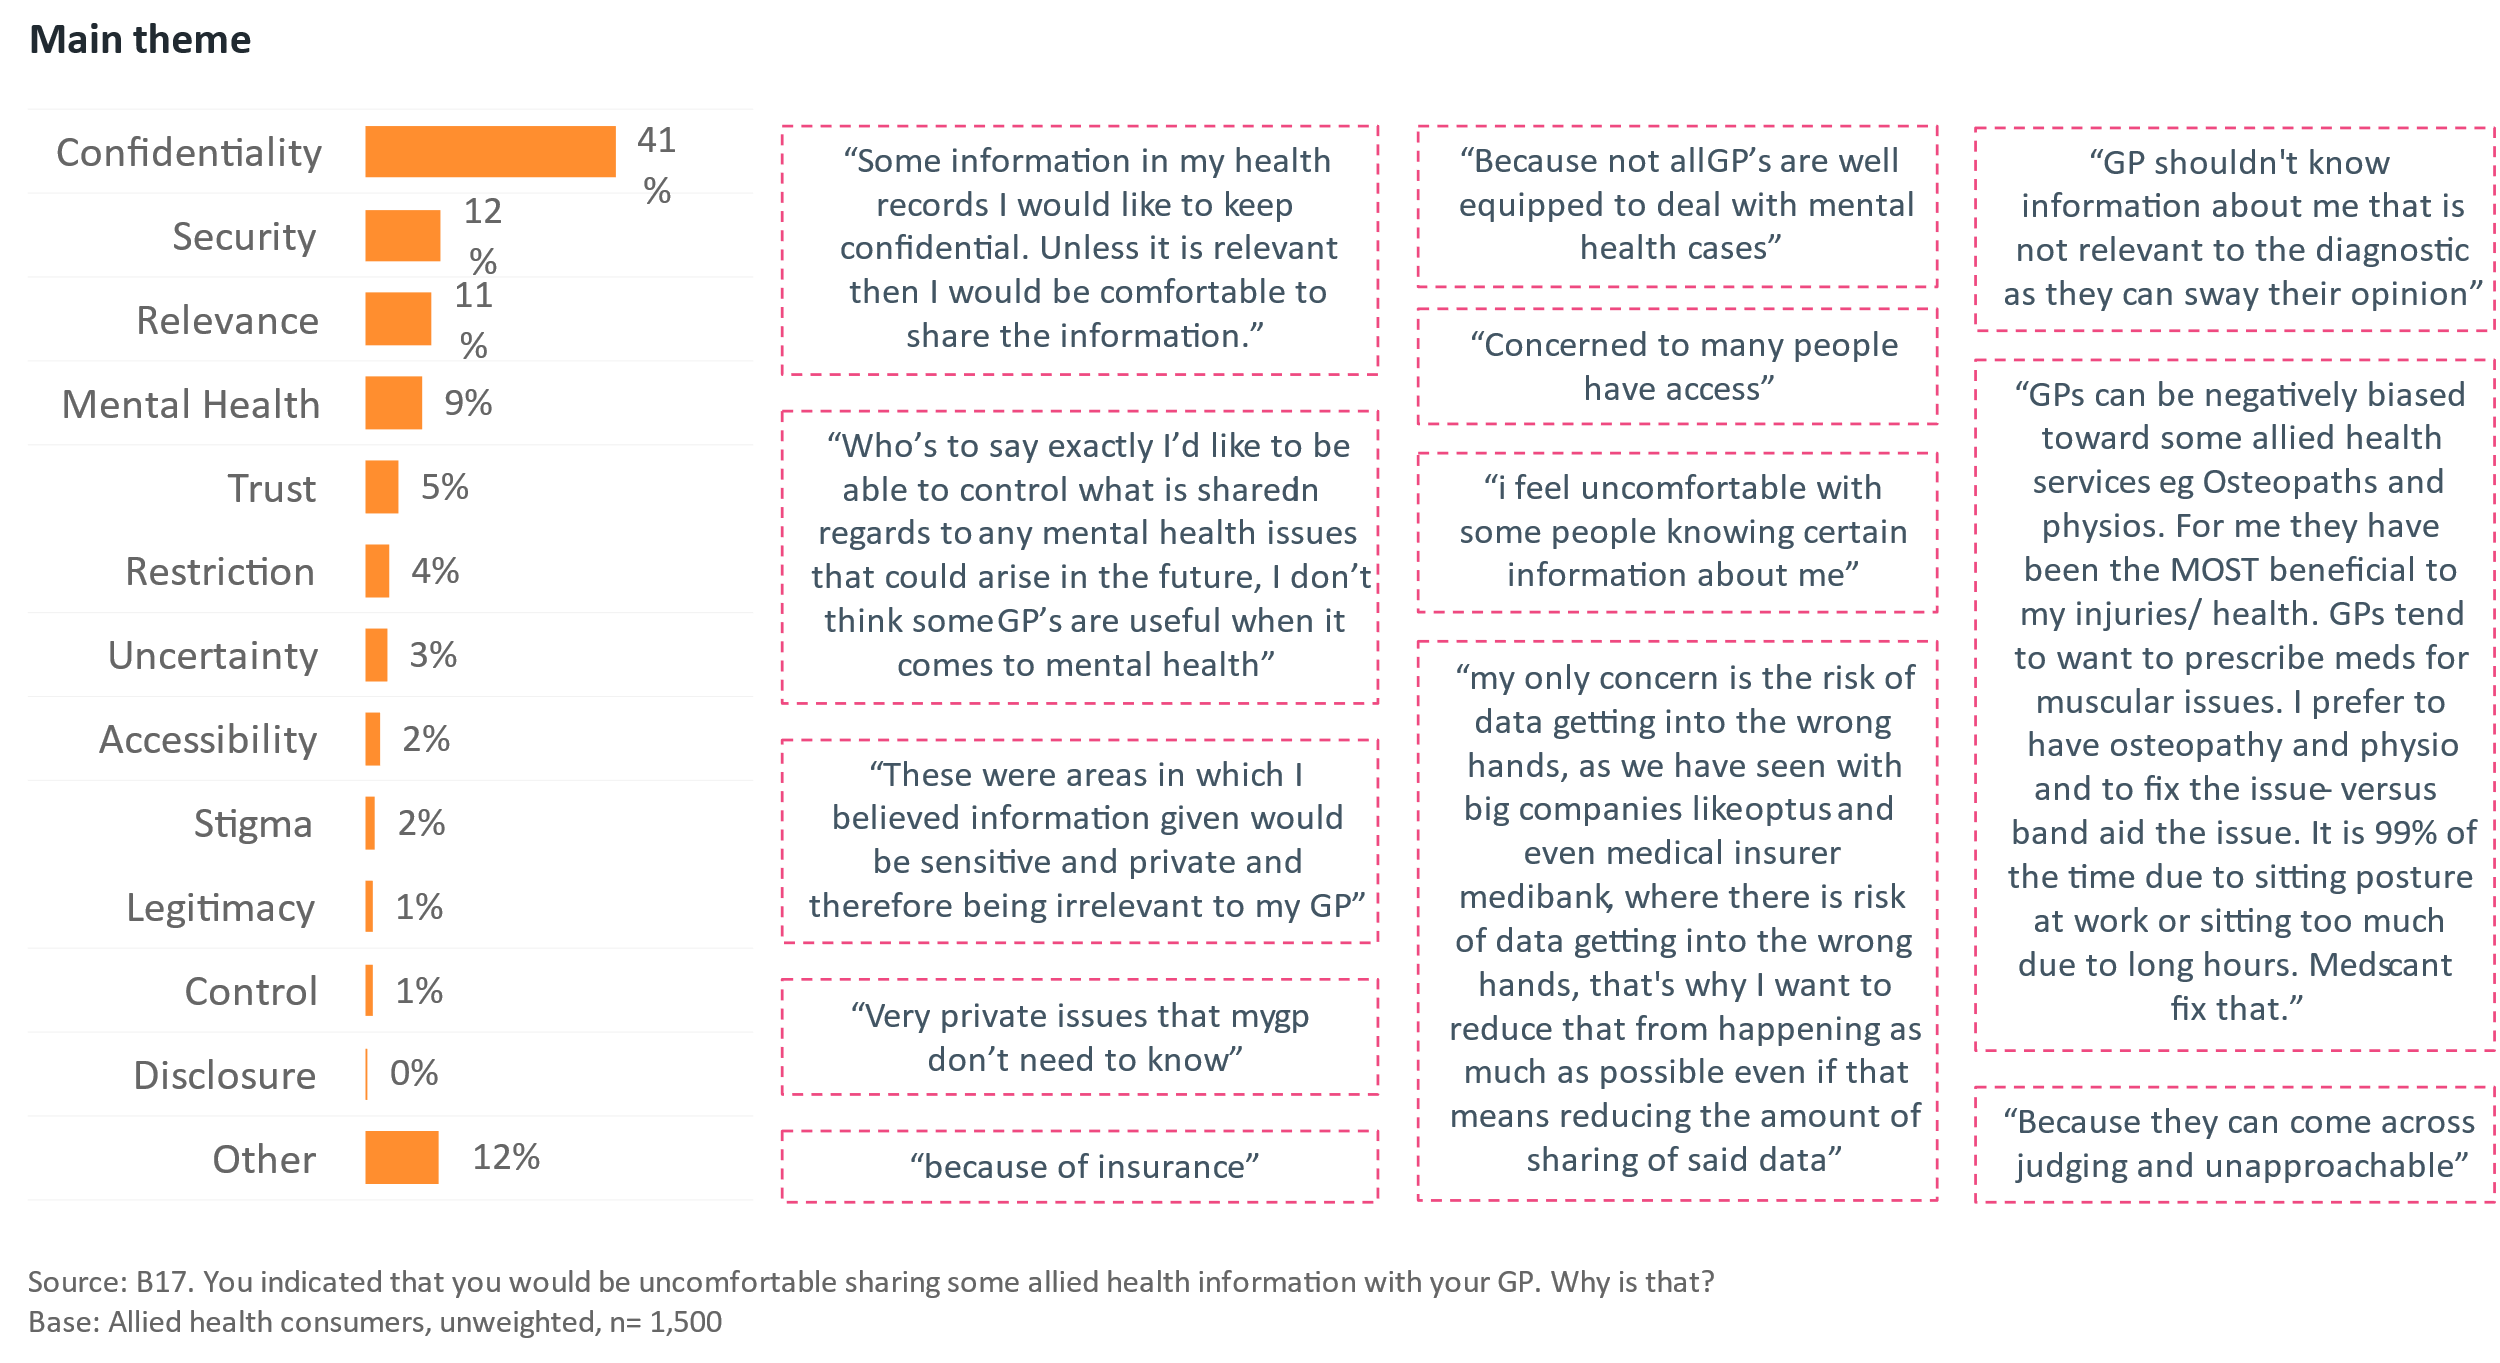 Main theme
Confidentiality
41
%
Security
12
%
Relevance
11
%
Mental Health
9%
Trust
5%
Restriction
4%
Uncertainty
3%
Accessibility
2%
Stigma
2%
Legitimacy
1%
Control
1%
Disclosure
0%
Other
12%
“Some information in my health
records I would like to keep
confidential. Unless it is relevant
then I would be comfortable to
share the information.”
“Who’s to say exactly I’d like to be
able to control what is shared in
regards to any mental health issues
that could arise in the future, I don’t
think some GP’s are useful when it
comes to mental health”
“These were areas in which I
believed information given would
be sensitive and private and
therefore being irrelevant to my GP”
“Very private issues that my gp
don’t need to know”
“because of insurance”
“Because not all GP’s are well
equipped to deal with mental
health cases”
“Concerned to many people
have access”
“i feel uncomfortable with
some people knowing certain
information about me”
“my only concern is the risk of
data getting into the wrong
hands, as we have seen with
big companies like optus and
even medical insurer
medibank, where there is risk
of data getting into the wrong
hands, that's why I want to
reduce that from happening as
much as possible even if that
means reducing the amount of
sharing of said data”
“GP shouldn't know
information about me that is
not relevant to the diagnostic
as they can sway their opinion”
“GPs can be negatively biased
toward some allied health
services eg Osteopaths and
physios. For me they have
been the MOST beneficial to
my injuries/ health. GPs tend
to want to prescribe meds for
muscular issues. I prefer to
have osteopathy and physio
and to fix the issue- versus
band aid the issue. It is 99% of
the time due to sitting posture
at work or sitting too much
due to long hours. Meds cant
fix that.”
“Because they can come across
judging and unapproachable”
Source: B17. You indicated that you would be uncomfortable sharing some allied health information with your GP. Why is that?
Base: Allied health consumers, unweighted, n= 1,500